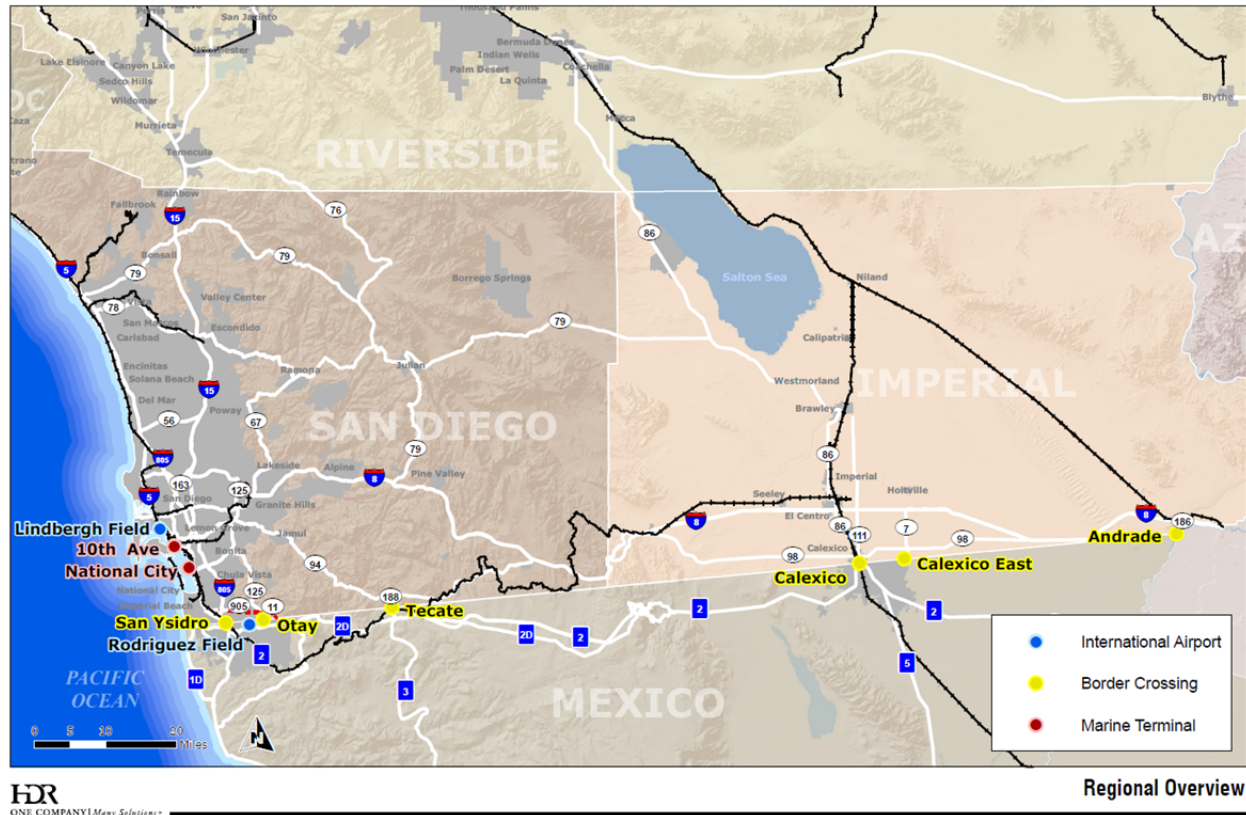 Thousand Palms
San Jacinto
Bermuda Dunes
Winchester
Canyon Lake
Lake Elsinore
Indian Wells
Coachella
Sedco Hills
Palm Desert
La Quinta
Blythe
Wildomar
Mecca
Murrieta
Temecula
RIVERSIDE
Rainbow
Fallbrook
76
15
86
AZ
Bonsall
79
79
5
Salton Sea
Niland
Borrego Springs
Valley Center
78
Vista
San Marcos
Carlsbad
Escondido
79
Calipatria
Encinitas
Solana Beach
Ramona
Julian
Westmorland
IMPERIAL
15
Del Mar
Poway
Brawley
56
67
SAN DIEGO
79
86
805
Lakeside
Alpine
Pine Valley
8
163
125
Imperial
5
San Diego
Granite Hills
Seeley
Holtville
El Centro
8
8
186
Lindbergh Field
Lemon Grove
Jamul
86
111
7
98
Andrade
10th Ave
Bonita
Calexico
National City
94
98
Calexico East
Chula Vista
Calexico
National City
805
125
188
Imperial Beach
905
11
Tecate
2
2
San Ysidro
Otay
2D
2D
2
Rodriguez Field
2
International Airport
1D
3
5
PACIFIC
OCEAN
MEXICO
Border Crossing
0 5 10 20
Miles
N
Marine Terminal
HDR
ONE COMPANY | Many Solutions
Regional Overview